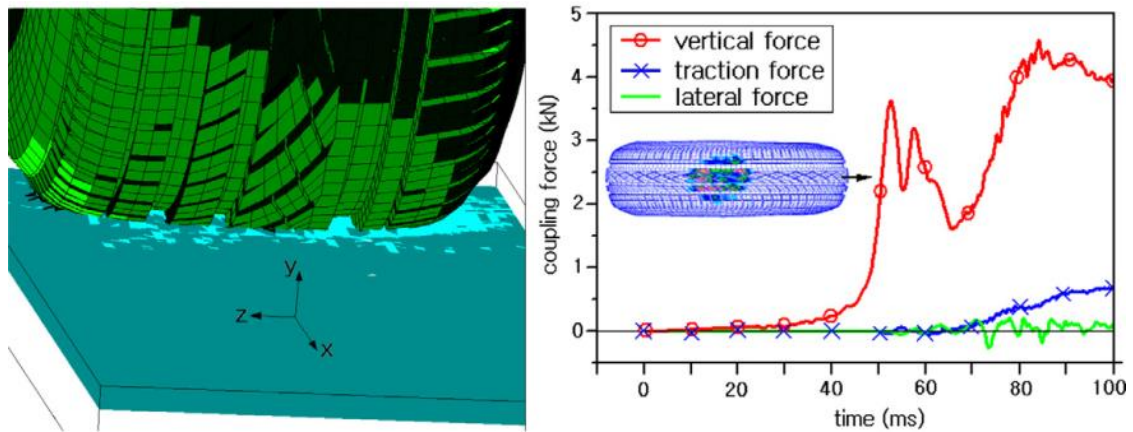 y
z
x
vertical force
traction force
lateral force
coupling force (kN)
5
4
3
2
1
0
0
20
40
60
80
100
time (ms)